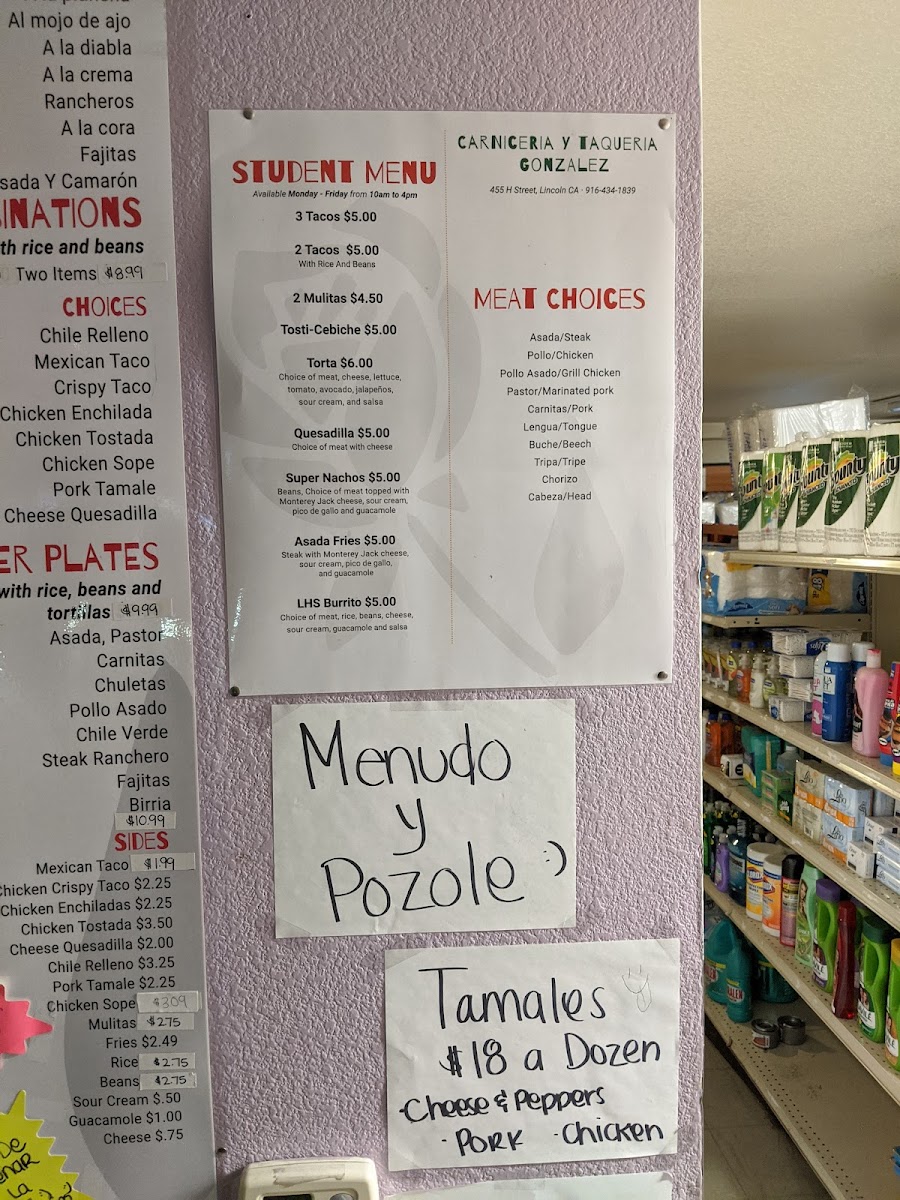 Al mojo de ajo
A la diabla
A la crema
Rancheros
A la cora
Fajitas
Y Camarón
with rice and beans
Two Items $8.99
CHOICES
Chile Relleno
Mexican Taco
Crispy Taco
Chicken Enchilada
Chicken Tostada
Chicken Sope
Pork Tamale
Cheese Quesadilla
PLATES
with rice, beans and
tortillas $9.99
Asada, Pastor
Carnitas
Chuletas
Pollo Asado
Chile Verde
Steak Ranchero
Fajitas
Birria
$10.99
SIDES
Mexican Taco $1.99
Chicken Crispy Taco $2.25
Chicken Enchiladas $2.25
Chicken Tostada $3.50
Cheese Quesadilla $2.00
Chile Relleno $3.25
Pork Tamale $2.25
Chicken Sope $3.09
Mulitas $2.75
Fries $2.49
Rice $2.75
Beans $2.75
Sour Cream $.50
Guacamole $1.00
Cheese $.75
STUDENT MENU
Available Monday - Friday from 10am to 4pm
3 Tacos $5.00
2 Tacos $5.00
With Rice And Beans
2 Mulitas $4.50
Tosti-Cebiche $5.00
Torta $6.00
Choice of meat, cheese, lettuce,
tomato, avocado, jalapeños,
sour cream, and salsa
Quesadilla $5.00
Choice of meat with cheese
Super Nachos $5.00
Beans, Choice of meat topped with
Monterey Jack cheese, sour cream,
pico de gallo and guacamole
Asada Fries $5.00
Steak with Monterey Jack cheese,
sour cream, pico de gallo,
and guacamole
LHS Burrito $5.00
Choice of meat, rice, beans, cheese,
sour cream, guacamole and salsa
CARNICERIA Y TAQUERIA
GONZALEZ
455 H Street, Lincoln CA · 916-434-1839
MEAT CHOICES
Asada/Steak
Pollo/Chicken
Pollo Asado/Grill Chicken
Pastor/Marinated pork
Carnitas/Pork
Lengua/Tongue
Buche/Beech
Tripa/Tripe
Chorizo
Cabeza/Head
Menudo
y
Pozole :)
Tamales
$18 a Dozen
·Cheese & Peppers
·Pork ·Chicken
DE
LA
Bounty
Bounty
Bounty